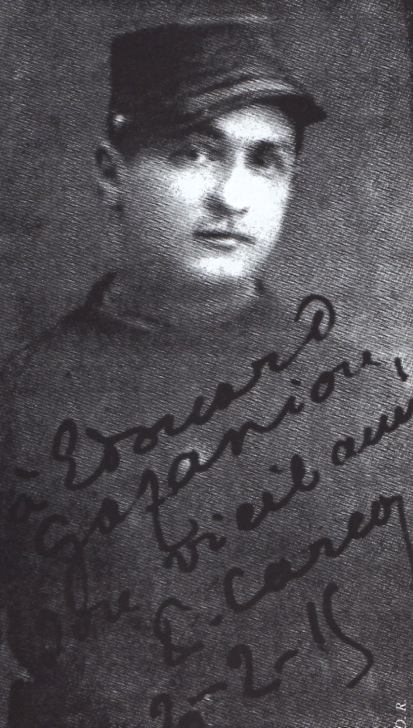 à Edouard
Gazanion,
son vieil ami
F. Carco
2-2-15
D.R.